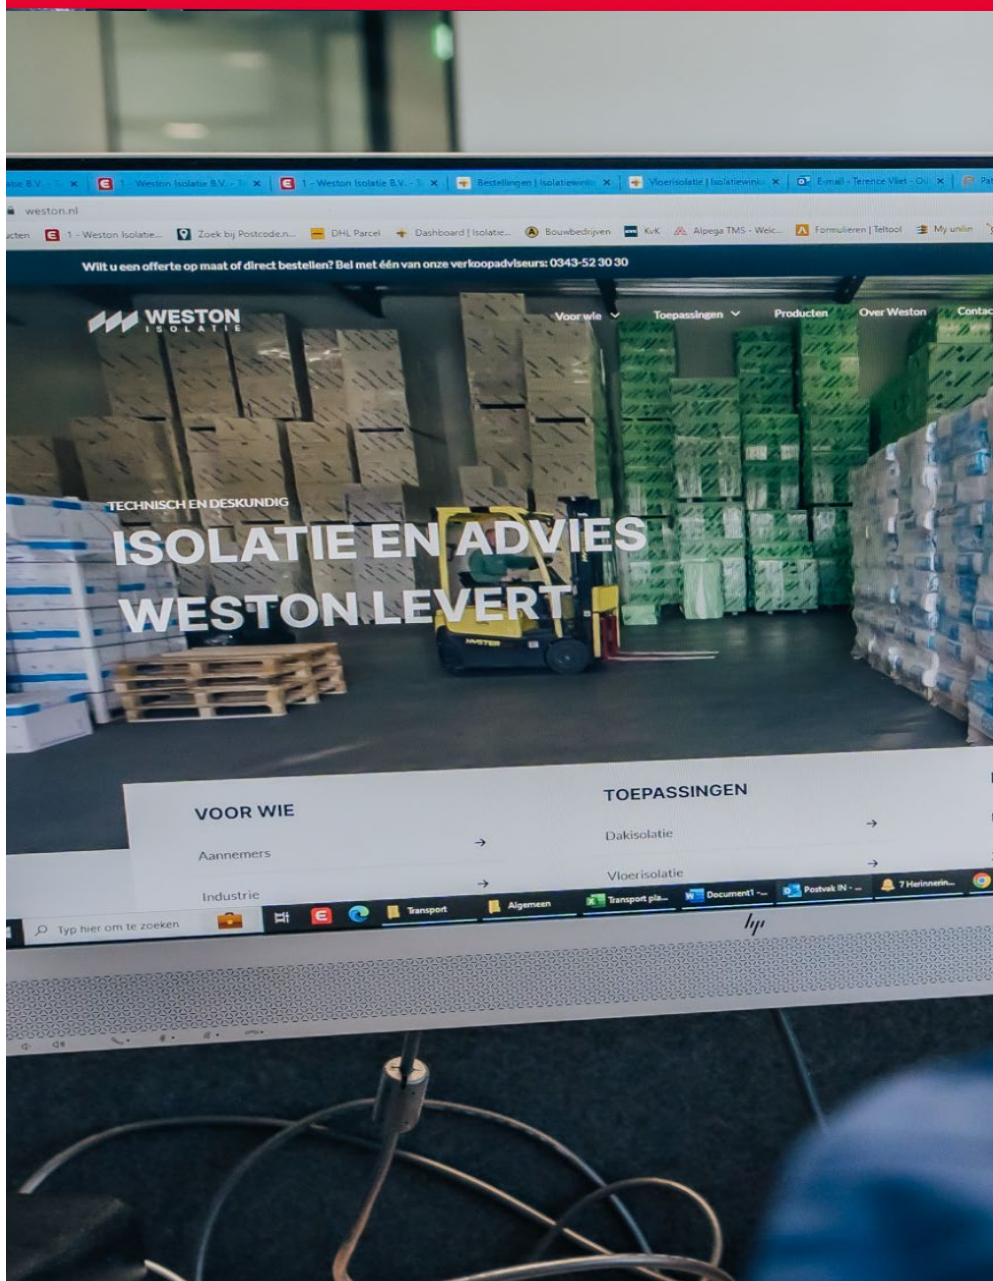 1 - Weston Isolatie B.V. - 
1 - Weston Isolatie B.V. - 
Bestellingen | Isolatiewink
Vloerisolatie | Isolatiewink
E-mail - Terence Vliet - Ou
weston.nl
1 - Weston Isolatie...
Zoek bij Postcode.n...
DHL Parcel
Dashboard | Isolatie...
Bouwbedrijven
KvK
Alpega TMS - Welc...
Formulieren | Teltool
My unilin
Wilt u een offerte op maat of direct bestellen? Bel met één van onze verkoopadviseurs: 0343-52 30 30
WESTON
ISOLATIE
Voor wie
Toepassingen
Producten
Over Weston
Contac
TECHNISCH EN DESKUNDIG
ISOLATIE EN ADVIES
WESTON LEVERT
HYSTER
VOOR WIE
Aannemers
Industrie
TOEPASSINGEN
Dakisolatie
Vloerisolatie
Typ hier om te zoeken
Transport
Algemeen
Transport pla...
Document1 -...
Postvak IN - ...
7 Herinnerin...
hp